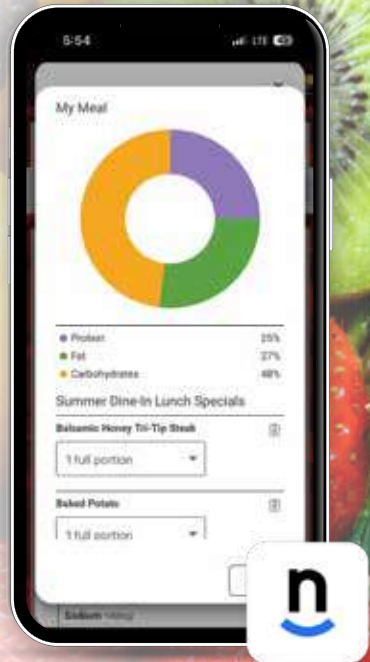 5:54
LTE
My Meal
Protein 25%
Fat 27%
Carbohydrates 48%
Summer Dine-In Lunch Specials
Balsamic Honey Tri-Tip Steak
1 full portion
Baked Potato
1 full portion
Sodium
n